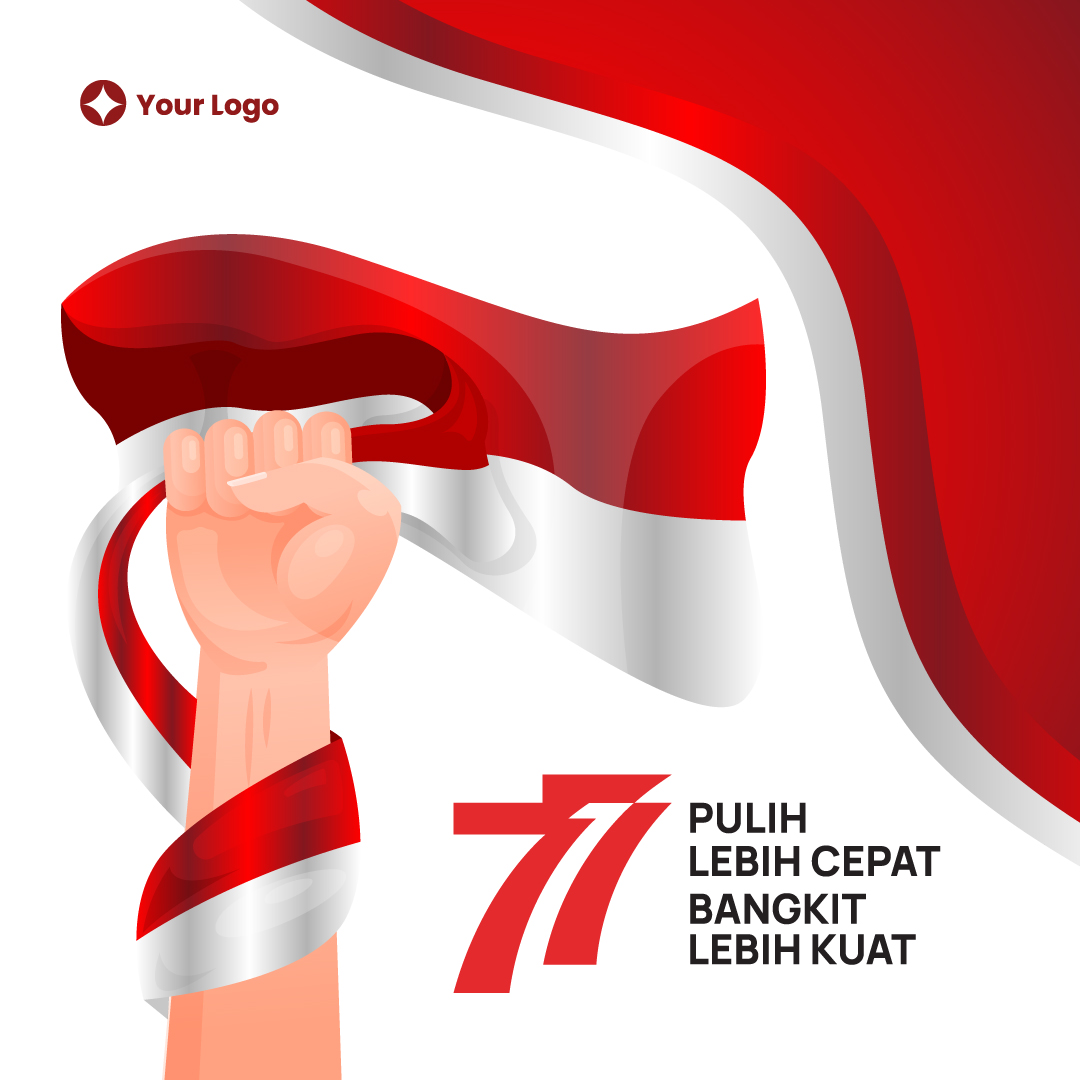 Your Logo
77
PULIH
LEBIH CEPAT
BANGKIT
LEBIH KUAT